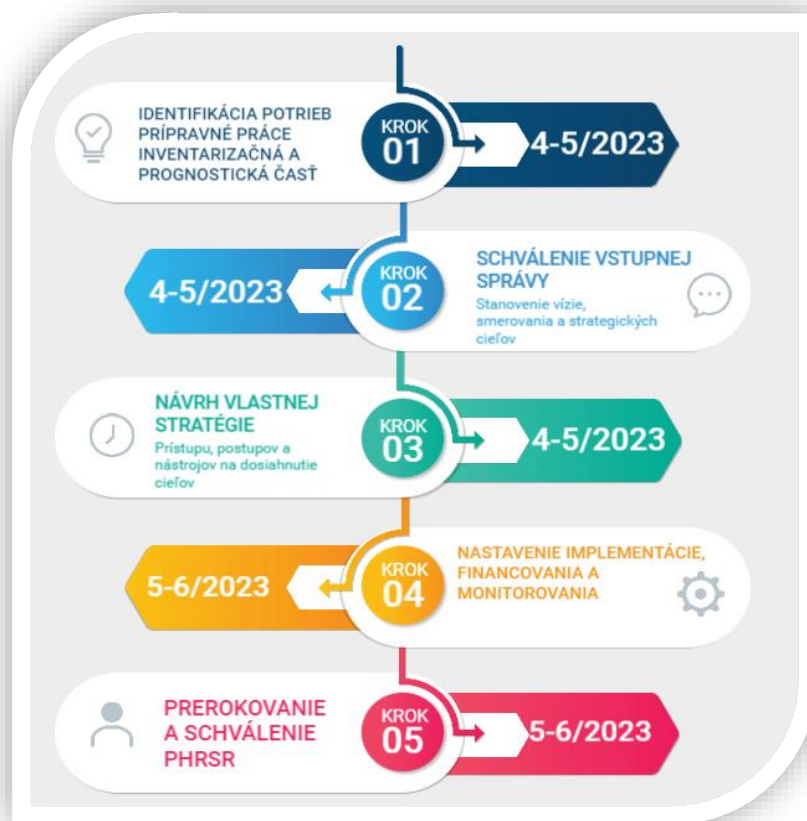 IDENTIFIKÁCIA POTRIEB
PRÍPRAVNÉ PRÁCE
INVENTARIZAČNÁ A
PROGNOSTICKÁ ČASŤ
KROK
01
4-5/2023
4-5/2023
KROK
02
SCHVÁLENIE VSTUPNEJ
SPRÁVY
Stanovenie vízie,
smerovania a strategických
cieľov
NÁVRH VLASTNEJ
STRATÉGIE
Prístupu, postupov a
nástrojov na dosiahnutie
cieľov
KROK
03
4-5/2023
5-6/2023
KROK
04
NASTAVENIE IMPLEMENTÁCIE,
FINANCOVANIA A
MONITOROVANIA
PREROKOVANIE
A SCHVÁLENIE
PHRSR
KROK
05
5-6/2023